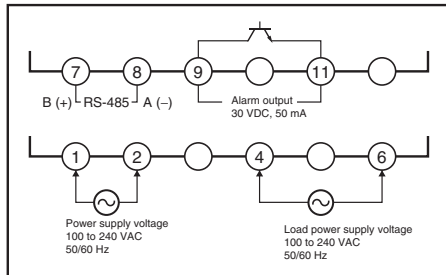 7 8 9 11
B (+) RS-485 A (−) Alarm output
30 VDC, 50 mA
1 2 4 6
Power supply voltage
100 to 240 VAC
50/60 Hz
Load power supply voltage
100 to 240 VAC
50/60 Hz